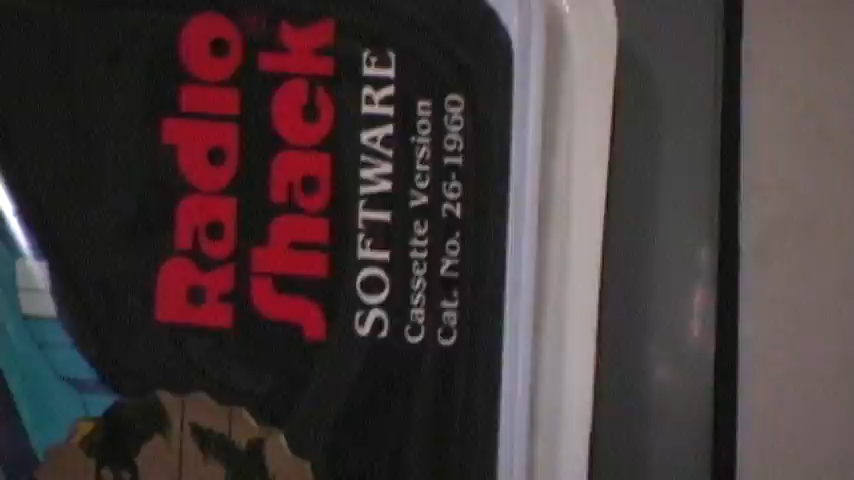 Radio
Shack
SOFTWARE
Cassette Version
Cat. No. 26-1960